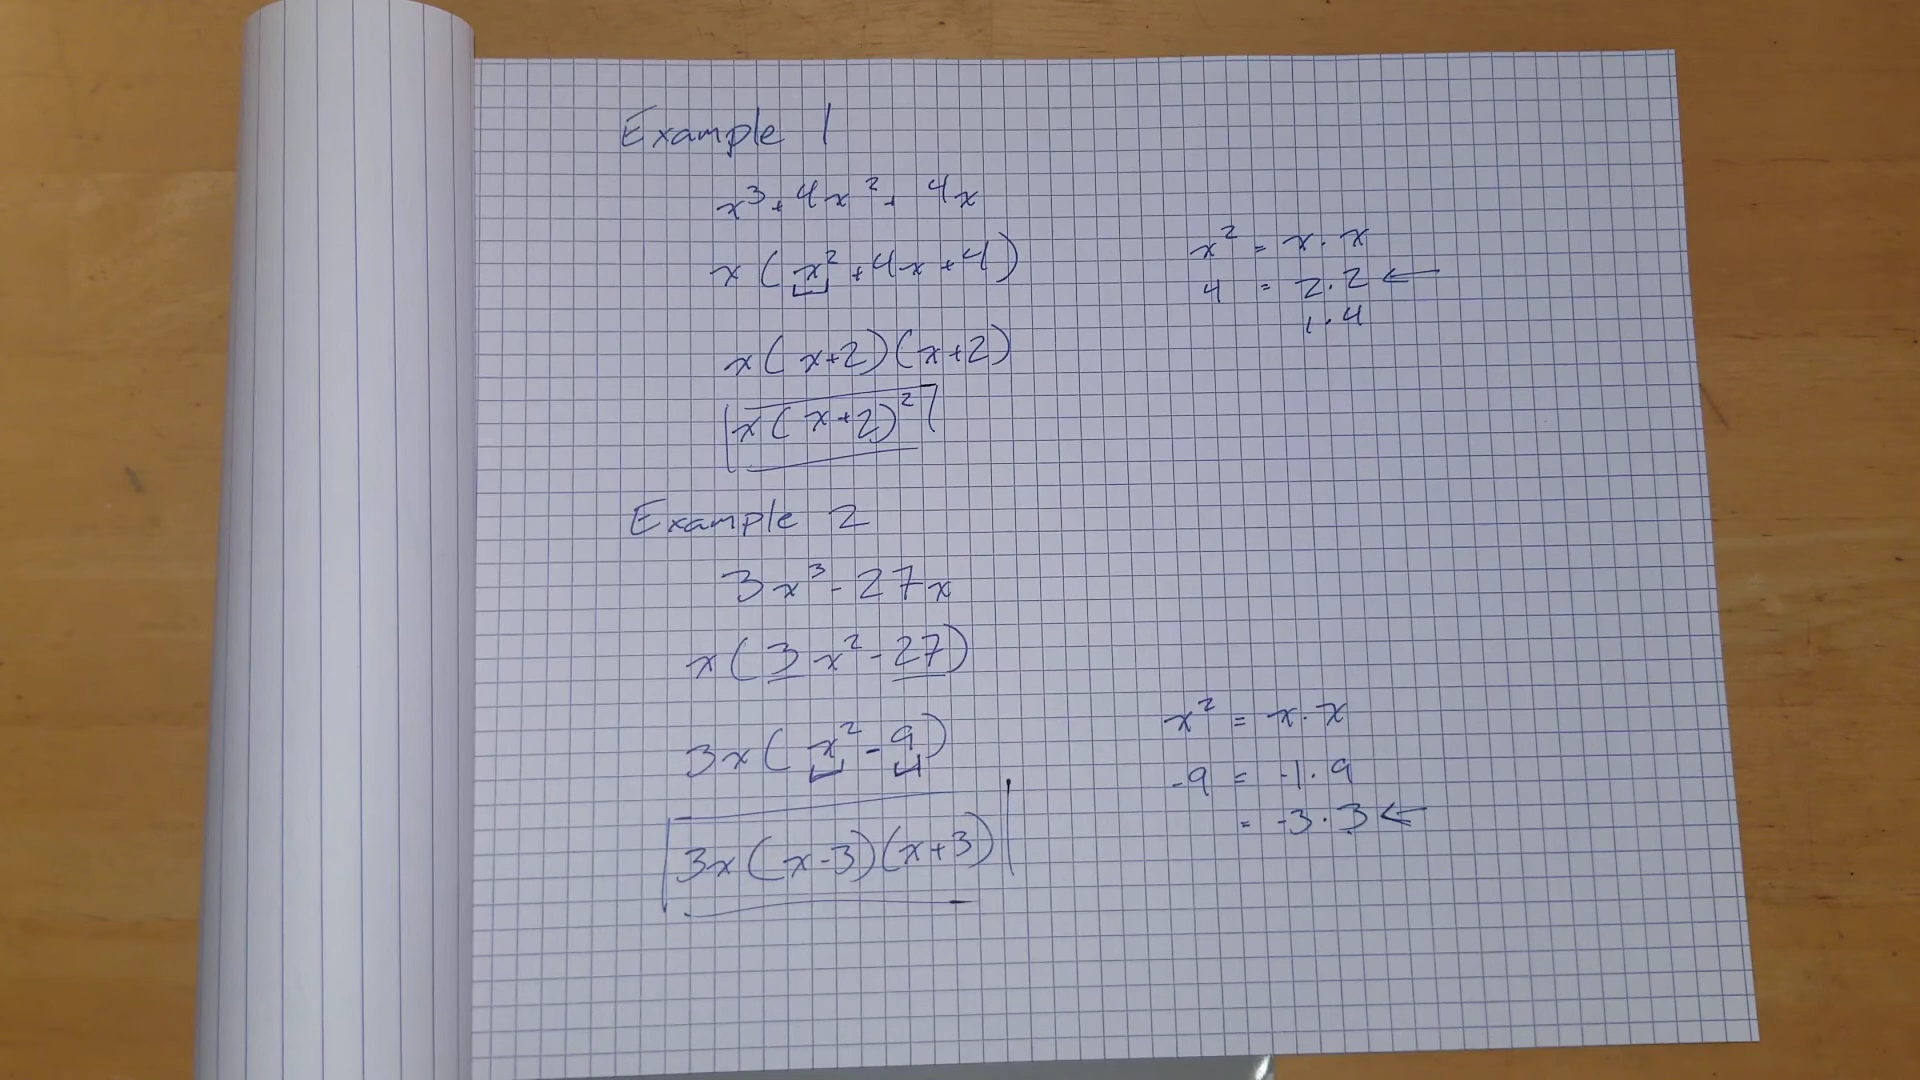 Example 1
x³ + 4x² + 4x
x(x² + 4x + 4)
x² = x · x
4 = 2 · 2 ←
1 · 4
x(x+2)(x+2)
x(x+2)²
Example 2
3x³ - 27x
x(3x² - 27)
3x(x² - 9)
x² = x · x
-9 = -1 · 9
= -3 · 3 ←
3x(x-3)(x+3)